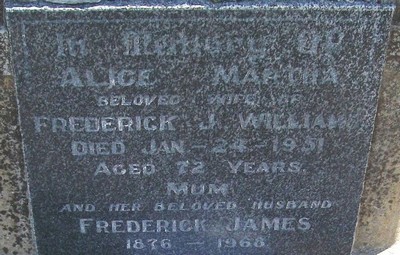 In Memory Of
ALICE MARTHA
BELOVED WIFE OF
FREDERICK J. WILLIAMS
DIED JAN - 24 - 1951
AGED 72 YEARS
MUM
AND HER BELOVED HUSBAND
FREDERICK JAMES
1876 - 1968